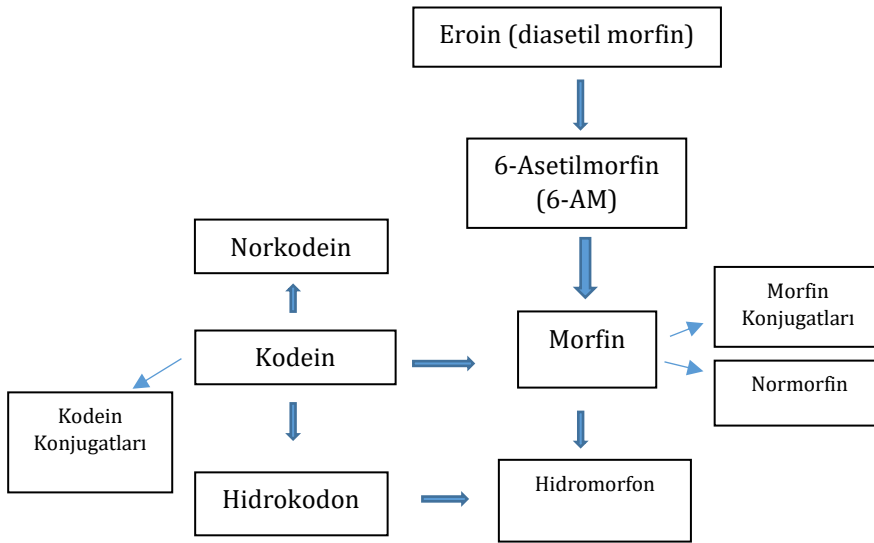 Eroin (diasetil morfin)
6-Asetilmorfin
(6-AM)
Norkodein
Morfin
Konjugatları
Kodein
Morfin
Normorfin
Kodein
Konjugatları
Hidrokodon
Hidromorfon